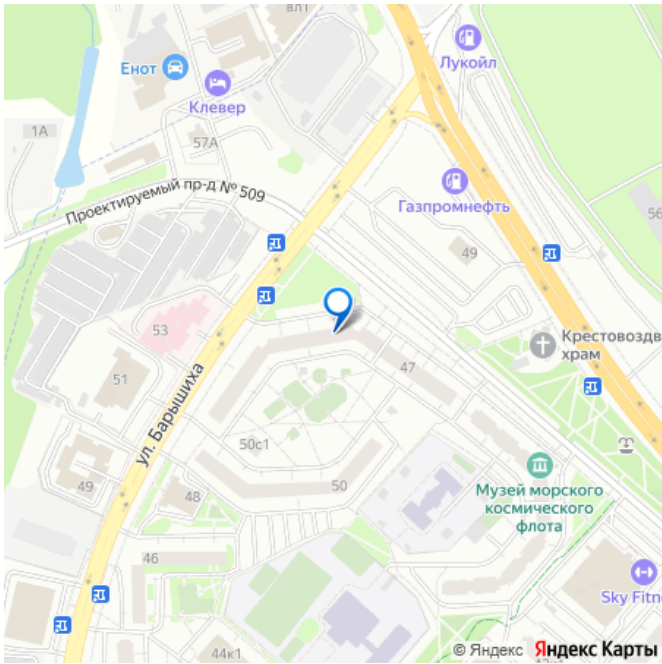 вл1
Лукойл
Енот
Клевер
1А
57А
Проектируемый пр-д № 509
Газпромнефть
56
49
53
Крестовоздв
храм
47
51
ул. Барышиха
50с1
50
49
48
Музей морского
космического
флота
46
Sky Fitn
44к1
© Яндекс Яндекс Карты